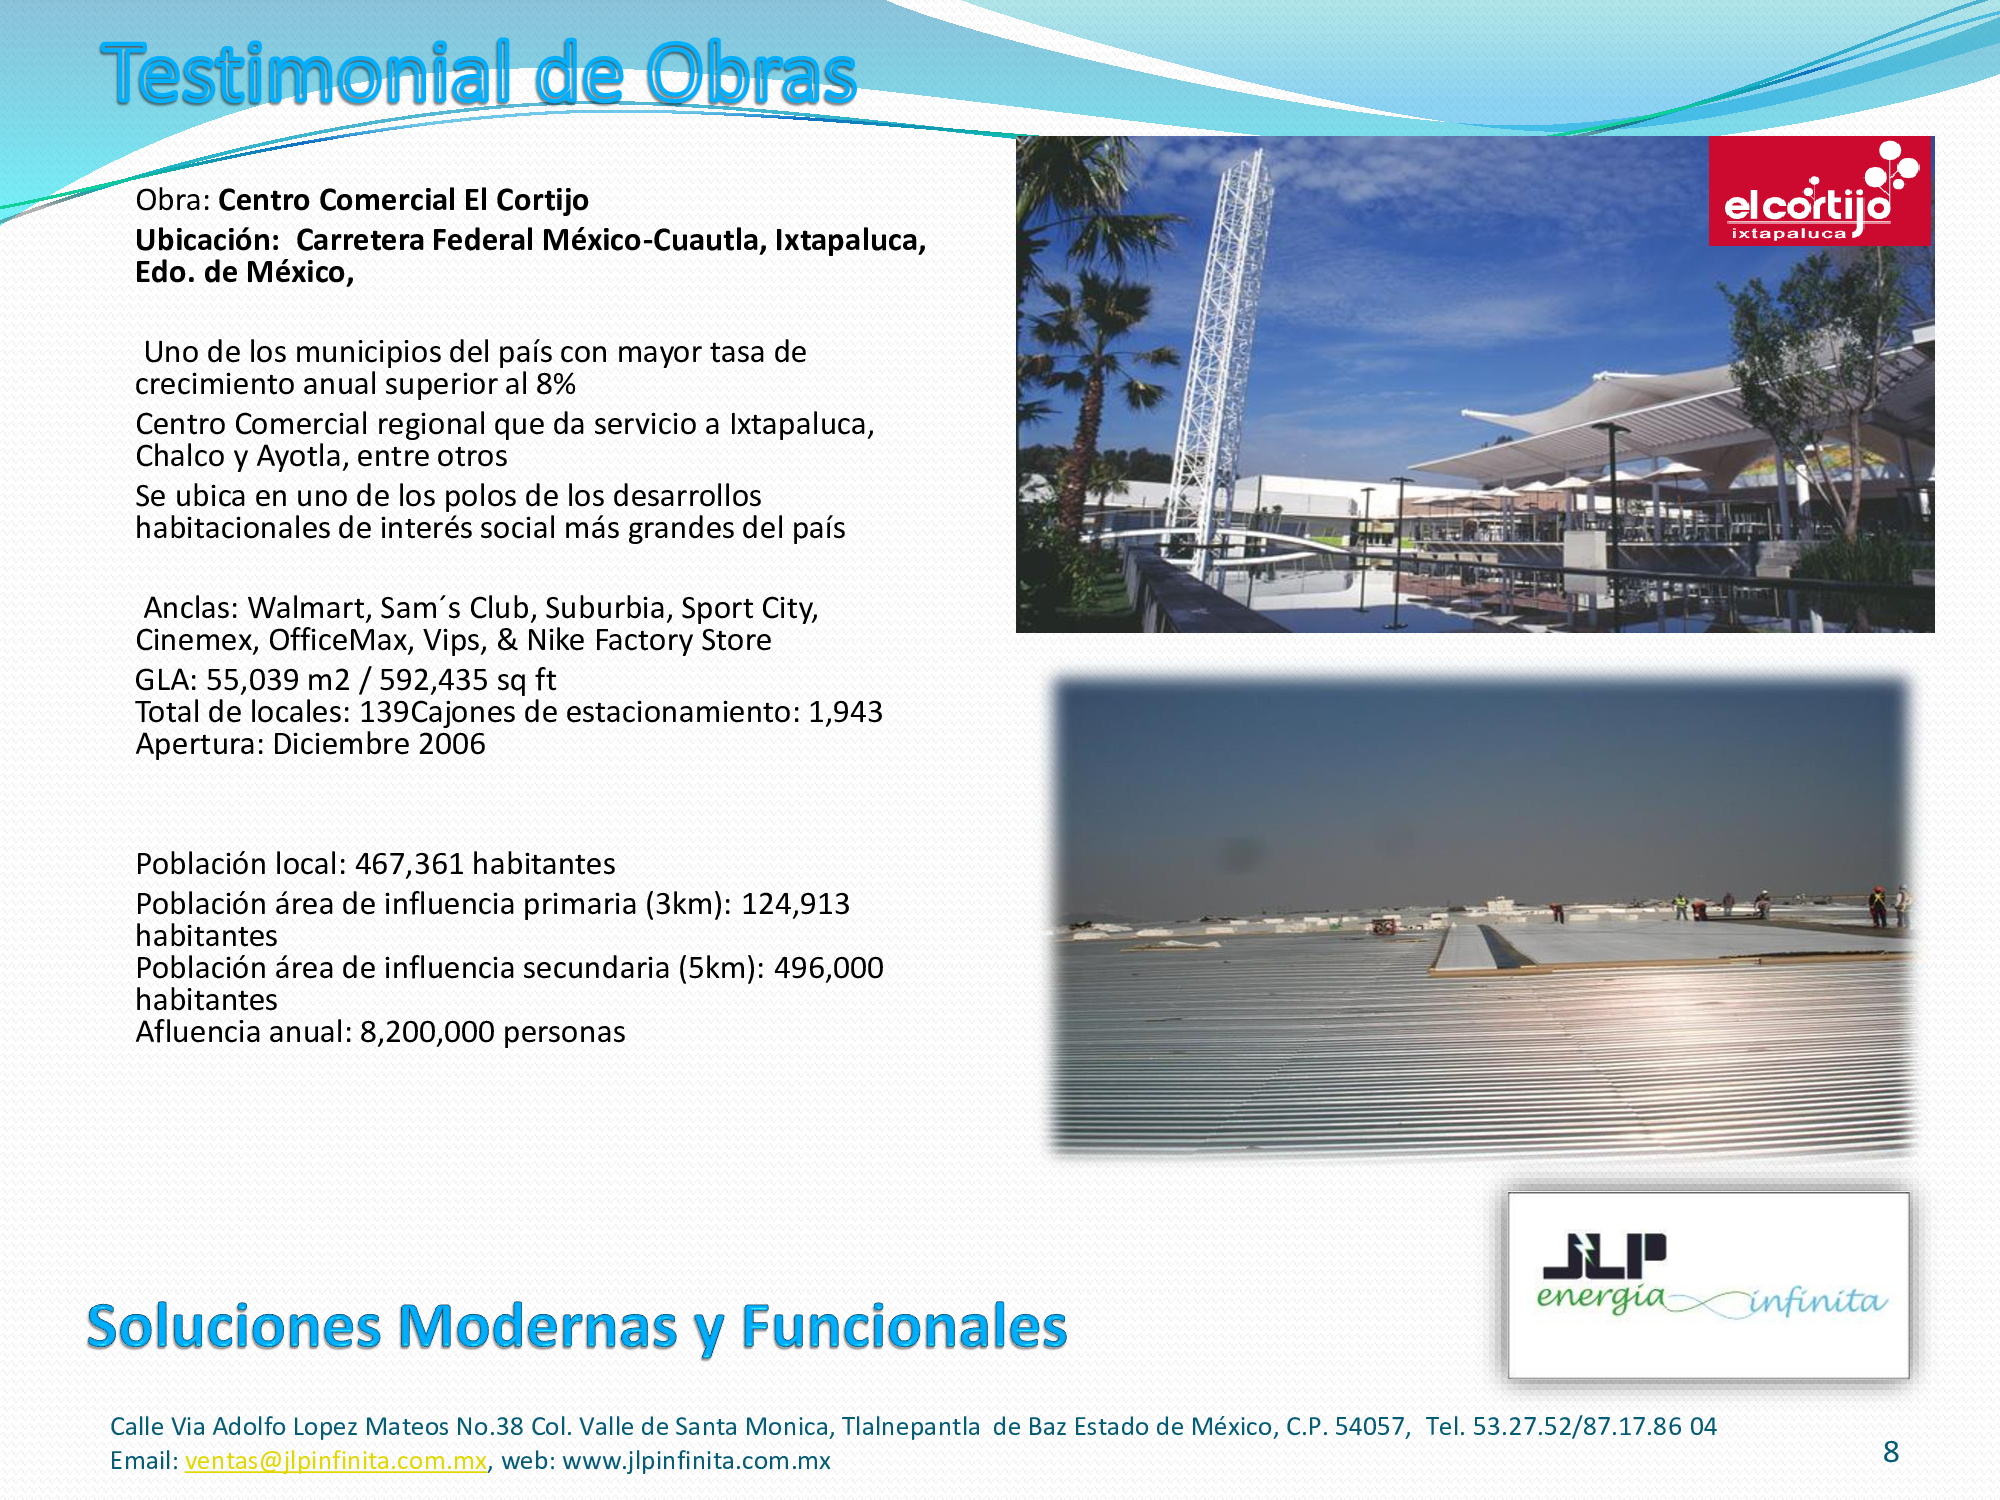 Testimonial de Obras
elcortijo
ixtapaluca
Obra: Centro Comercial El Cortijo
Ubicación:  Carretera Federal México-Cuautla, Ixtapaluca,
Edo. de México,
Uno de los municipios del país con mayor tasa de
crecimiento anual superior al 8%
Centro Comercial regional que da servicio a Ixtapaluca,
Chalco y Ayotla, entre otros
Se ubica en uno de los polos de los desarrollos
habitacionales de interés social más grandes del país
Anclas: Walmart, Sam´s Club, Suburbia, Sport City,
Cinemex, OfficeMax, Vips, & Nike Factory Store
GLA: 55,039 m2 / 592,435 sq ft
Total de locales: 139Cajones de estacionamiento: 1,943
Apertura: Diciembre 2006
Población local: 467,361 habitantes
Población área de influencia primaria (3km): 124,913
habitantes
Población área de influencia secundaria (5km): 496,000
habitantes
Afluencia anual: 8,200,000 personas
JLP
energía infinita
Soluciones Modernas y Funcionales
Calle Via Adolfo Lopez Mateos No.38 Col. Valle de Santa Monica, Tlalnepantla  de Baz Estado de México, C.P. 54057,  Tel. 53.27.52/87.17.86 04
Email: ventas@jlpinfinita.com.mx, web: www.jlpinfinita.com.mx
8